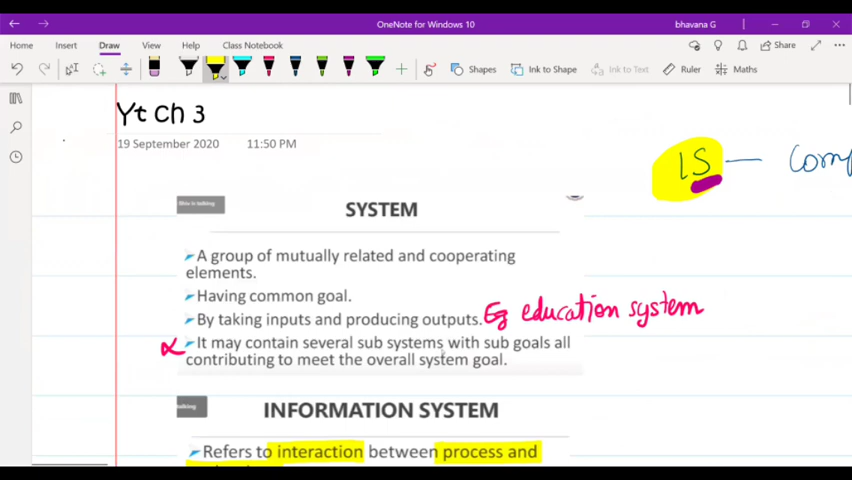 OneNote for Windows 10
bhavana G
Home Insert Draw View Help Class Notebook
Share
Shapes Ink to Shape Ink to Text Ruler Maths
Yt Ch 3
19 September 2020 11:50 PM
IS — Comp
SYSTEM
A group of mutually related and cooperating
elements.
Having common goal.
By taking inputs and producing outputs. Eg education system
It may contain several sub systems with sub goals all
contributing to meet the overall system goal.
talking
INFORMATION SYSTEM
Refers to interaction between process and